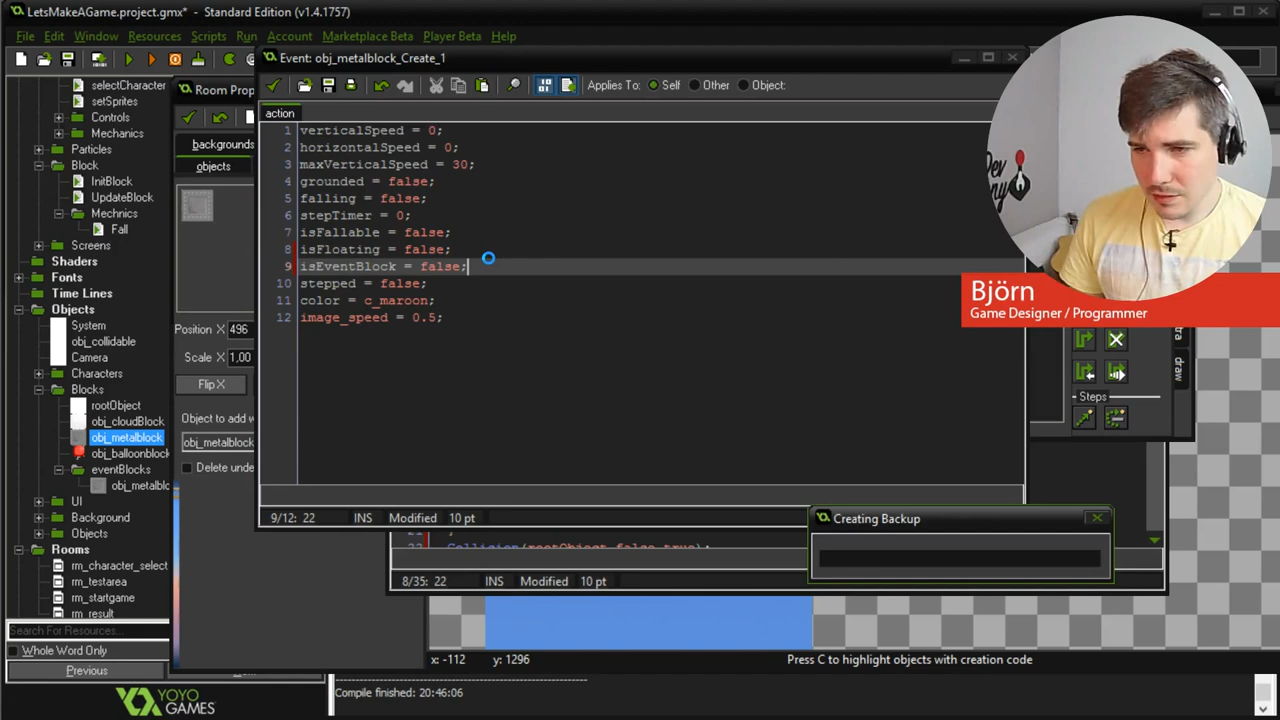 LetsMakeAGame.project.gmx* - Standard Edition (v1.4.1757)
File Edit Window Resources Scripts Run Account Marketplace Beta Player Beta Help
Event: obj_metalblock_Create_1
Applies To: Self Other Object:
action
1 verticalSpeed = 0;
2 horizontalSpeed = 0;
3 maxVerticalSpeed = 30;
4 grounded = false;
5 falling = false;
6 stepTimer = 0;
7 isFallable = false;
8 isFloating = false;
9 isEventBlock = false;
10 stepped = false;
11 color = c_maroon;
12 image_speed = 0.5;
9/12: 22 INS Modified 10 pt
selectCharacter
setSprites
Controls
Mechanics
Particles
Block
InitBlock
UpdateBlock
Mechnics
Fall
Screens
Shaders
Fonts
Time Lines
Objects
System
obj_collidable
Camera
Characters
Blocks
rootObject
obj_cloudBlock
obj_metalblock
obj_balloonblock
eventBlocks
obj_metalblo
UI
Background
Objects
Rooms
rm_character_select
rm_testarea
rm_startgame
rm_result
Search For Resources...
Whole Word Only
Previous
YOYO
GAMES™
Room Prop
backgrounds
objects
Position X 496
Scale X 1,00
Flip X
Object to add w
obj_metalblock
Delete unde
Björn
Game Designer / Programmer
draw
Steps
Creating Backup
Collision(rootObject,false,true);
8/35: 22 INS Modified 10 pt
x: -112 y: 1296 Press C to highlight objects with creation code
Compile finished: 20:46:06